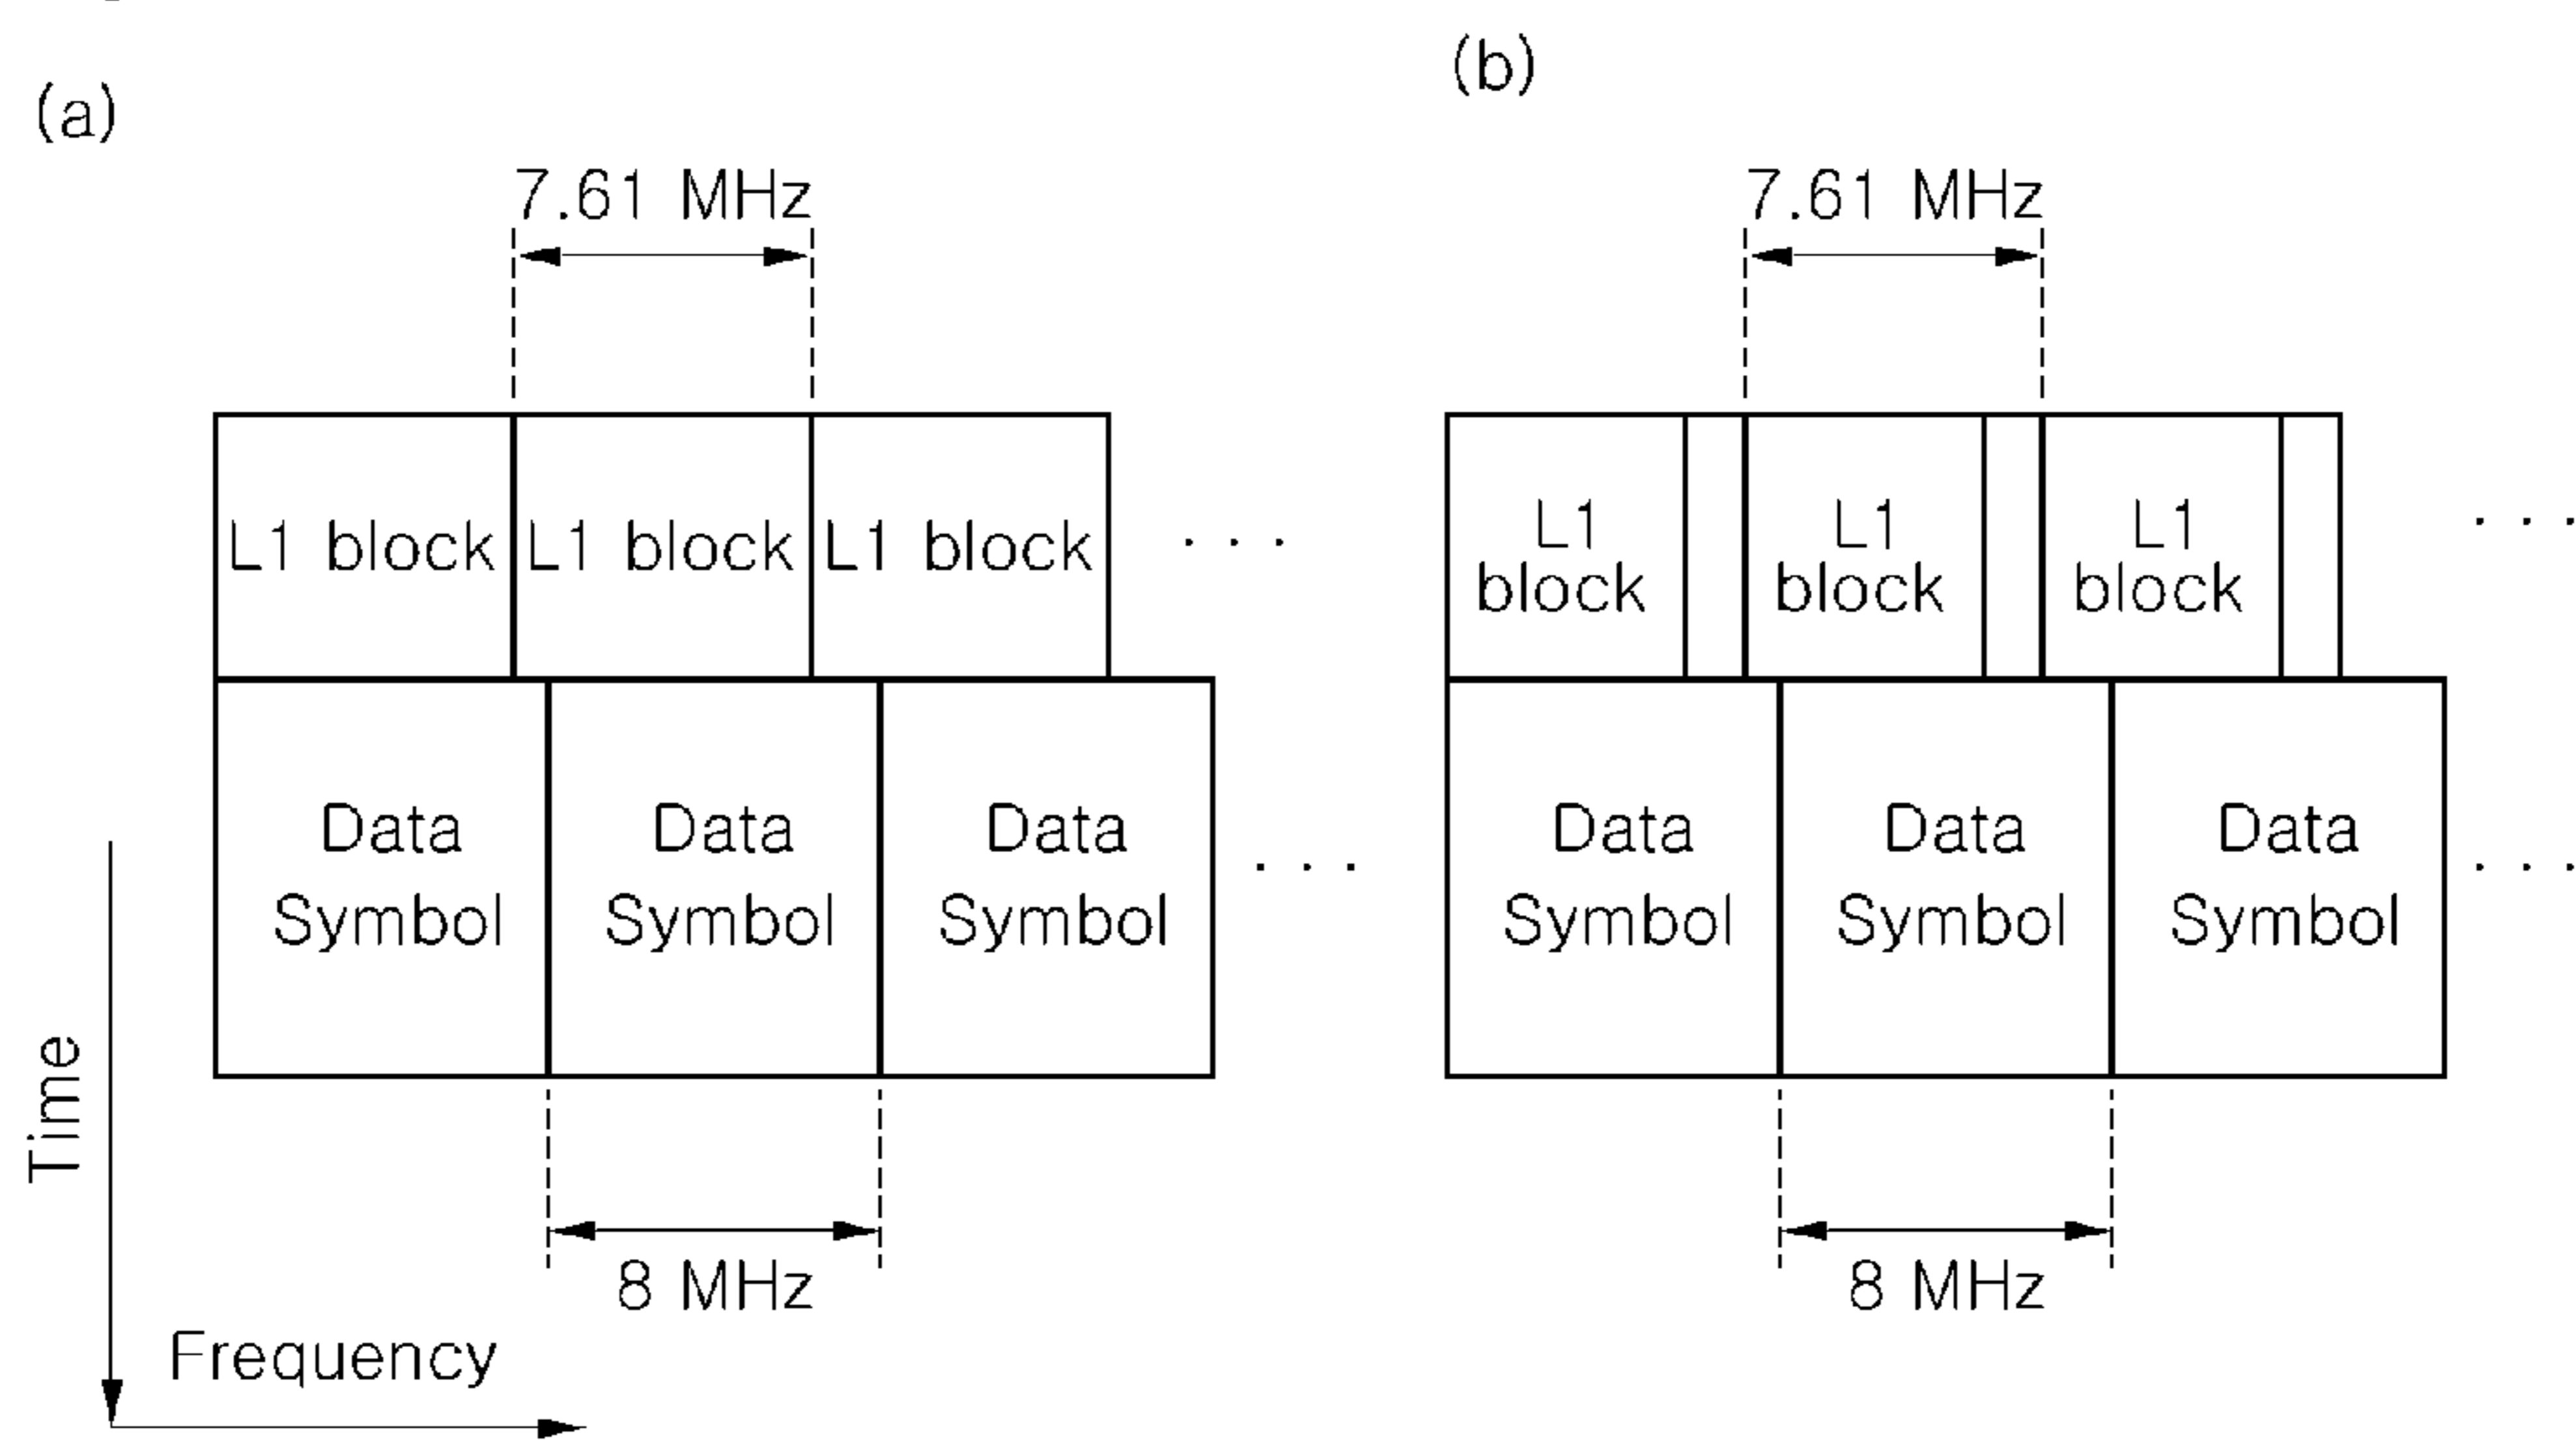 (a)
7.61 MHz
L1 block L1 block L1 block . . .
Data Symbol Data Symbol Data Symbol . . .
8 MHz
Time
Frequency
(b)
7.61 MHz
L1 block L1 block L1 block . . .
Data Symbol Data Symbol Data Symbol . . .
8 MHz